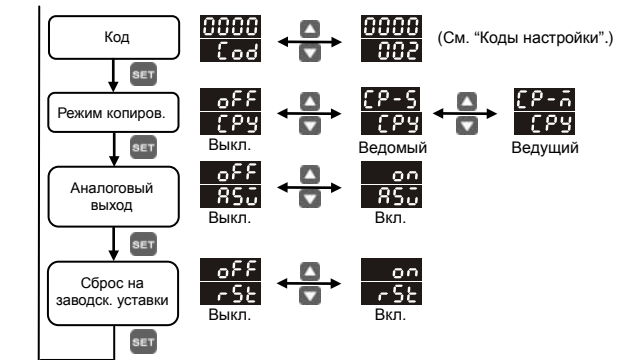 Код
0000
Cod
0000
002
(См. “Коды настройки”.)
SET
Режим копиров.
oFF
CPY
Выкл.
CP-S
CPY
Ведомый
CP-m
CPY
Ведущий
SET
Аналоговый
выход
oFF
ASw
Выкл.
on
ASw
Вкл.
SET
Сброс на
заводск. уставки
oFF
rSt
Выкл.
on
rSt
Вкл.
SET